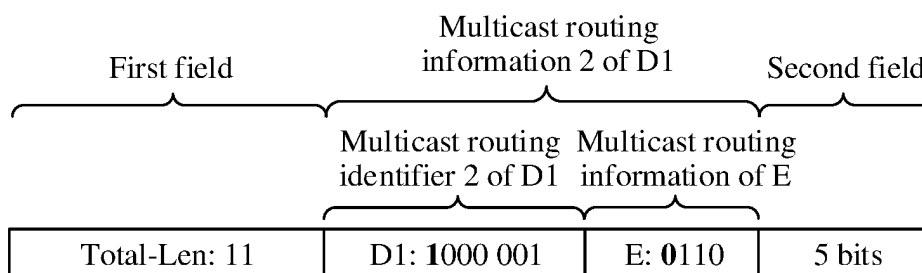 Multicast routing
information 2 of D1
First field
Second field
Multicast routing
identifier 2 of D1
Multicast routing
information of E
Total-Len: 11
D1: 1000 001
E: 0110
5 bits